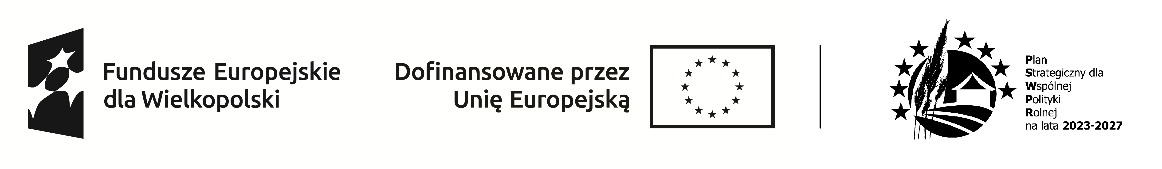 Fundusze Europejskie
dla Wielkopolski
Dofinansowane przez
Unię Europejską
Plan
Strategiczny dla
Wspólnej
Polityki
Rolnej
na lata 2023-2027